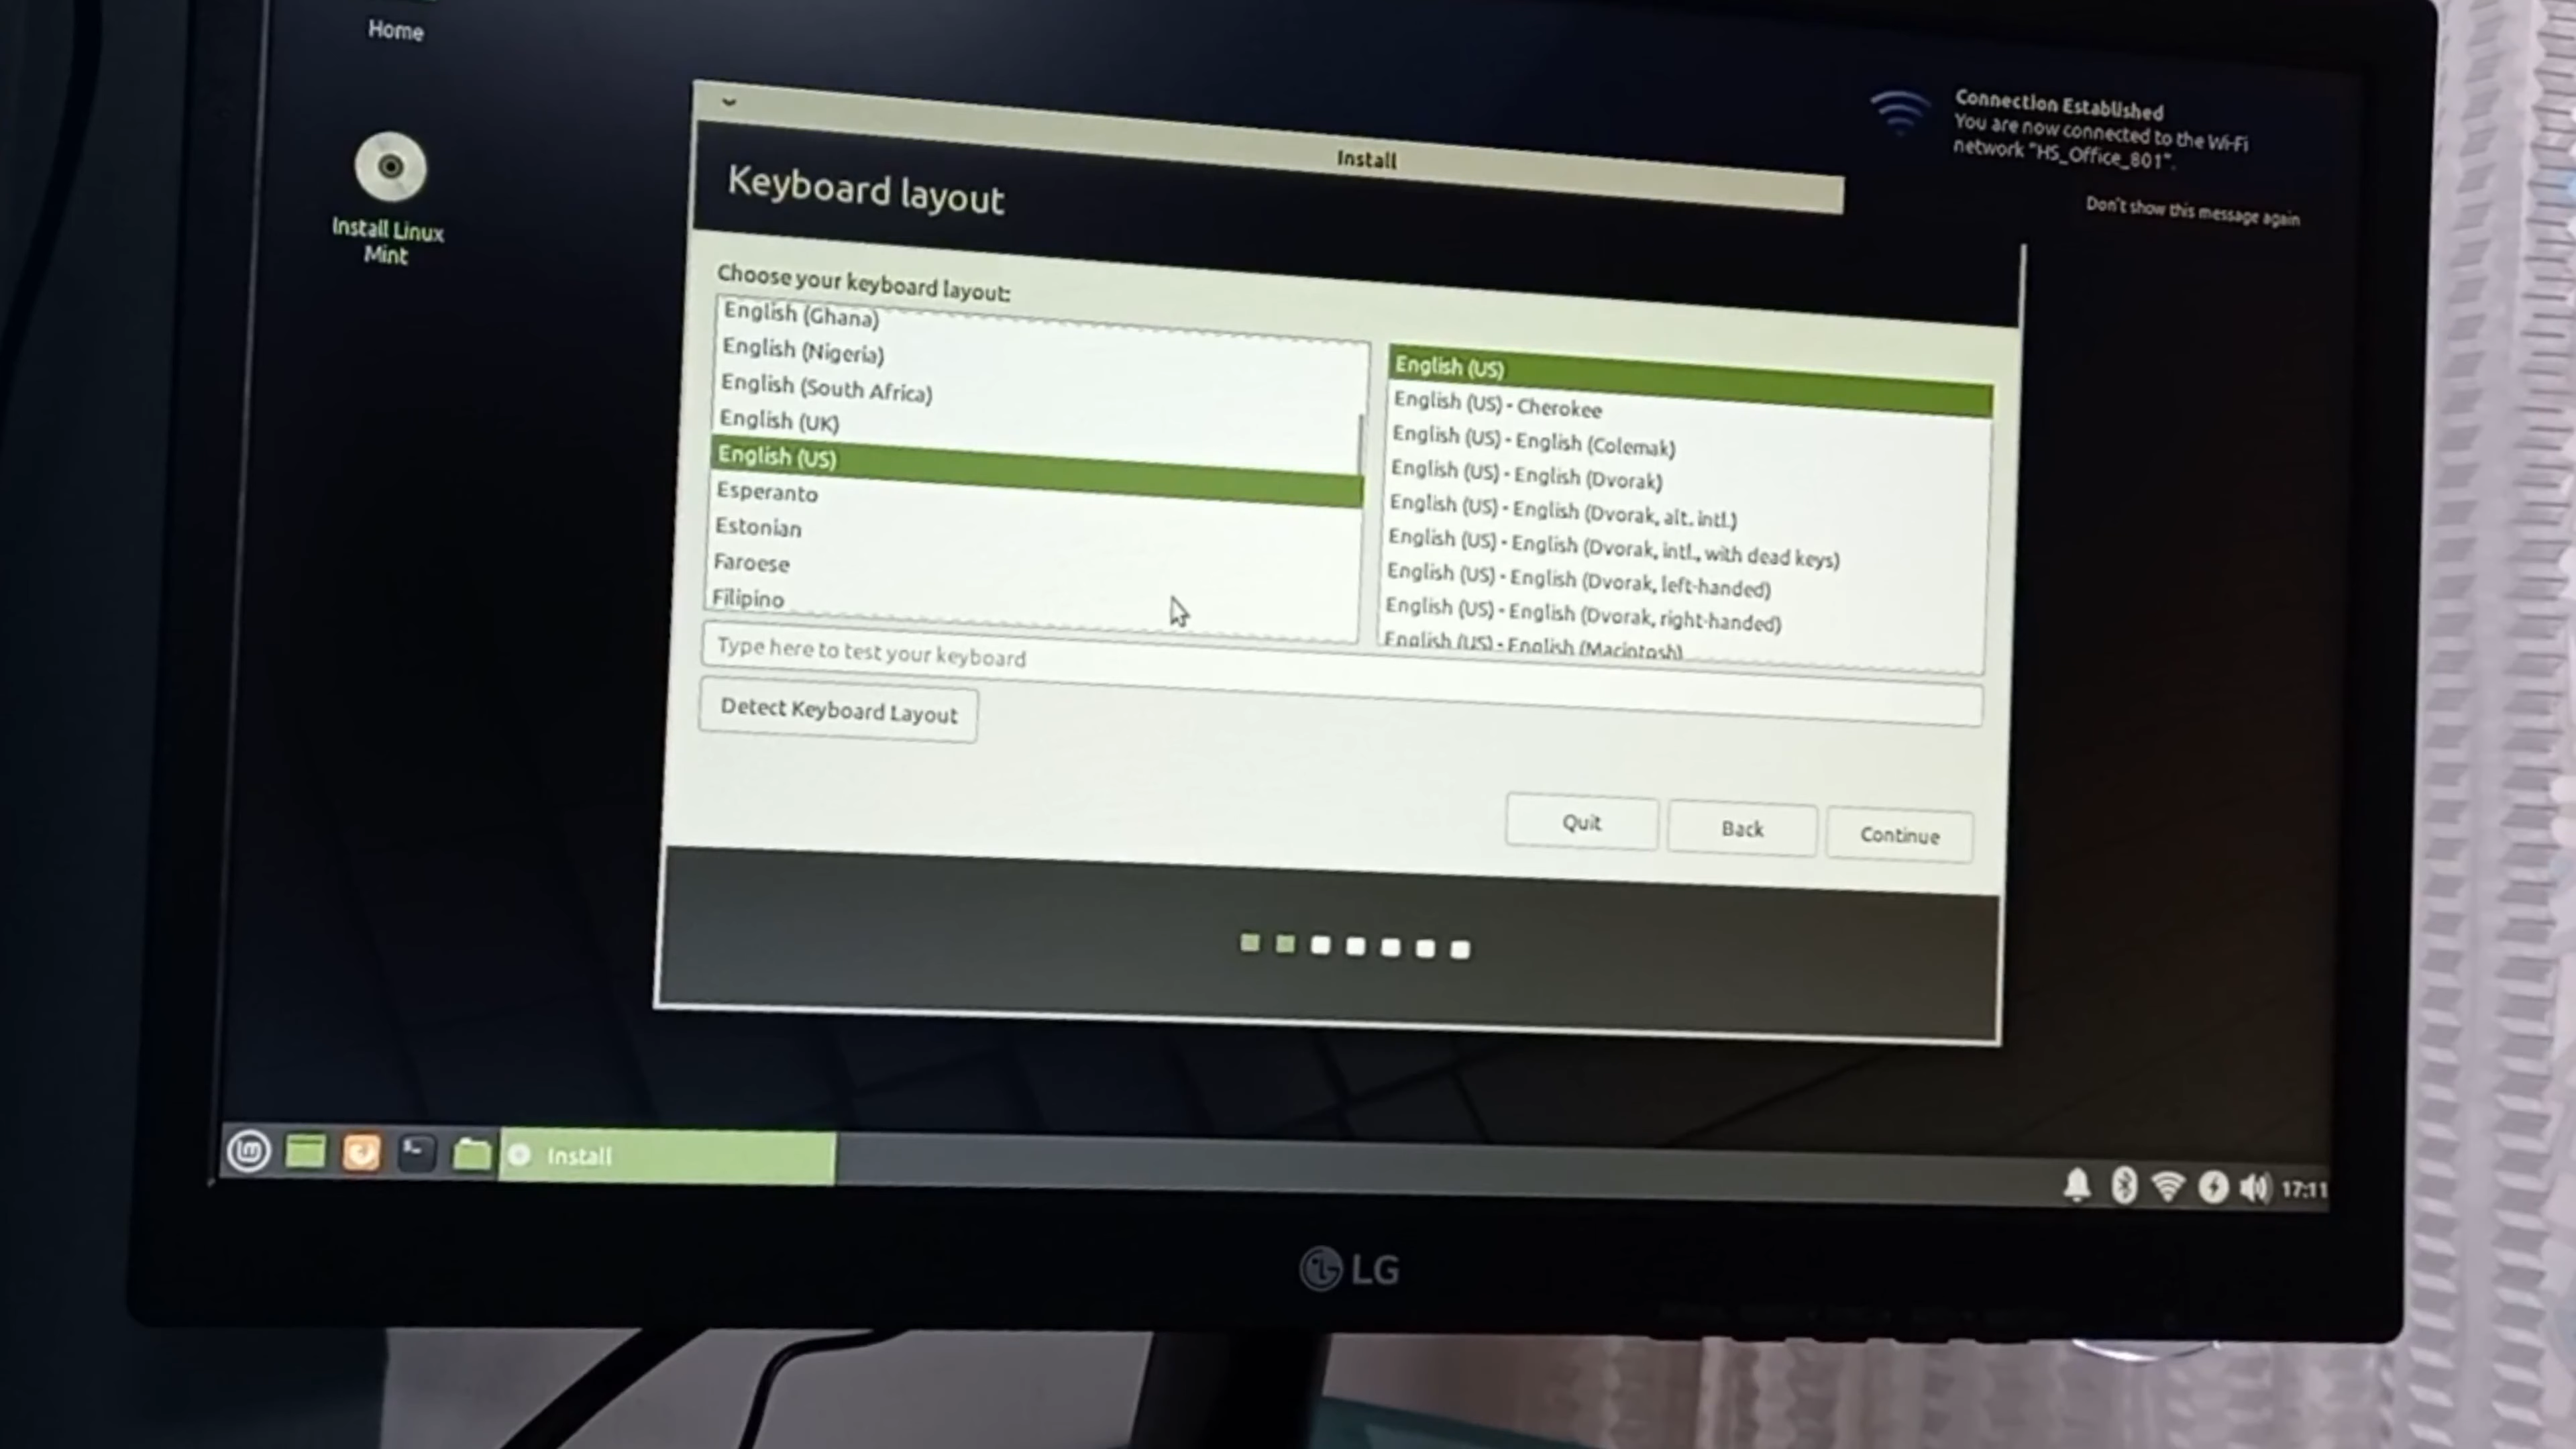 Home
Install Linux
Mint
Install
Keyboard layout
Connection Established
You are now connected to the Wi-Fi
network "HS_Office_801".
Don't show this message again
Choose your keyboard layout:
English (Ghana)
English (Nigeria)
English (South Africa)
English (UK)
English (US)
Esperanto
Estonian
Faroese
Filipino
English (US)
English (US) - Cherokee
English (US) - English (Colemak)
English (US) - English (Dvorak)
English (US) - English (Dvorak, alt. intl.)
English (US) - English (Dvorak, intl., with dead keys)
English (US) - English (Dvorak, left-handed)
English (US) - English (Dvorak, right-handed)
English (US) - English (Macintosh)
Type here to test your keyboard
Detect Keyboard Layout
Quit
Back
Continue
Install
17:11
LG